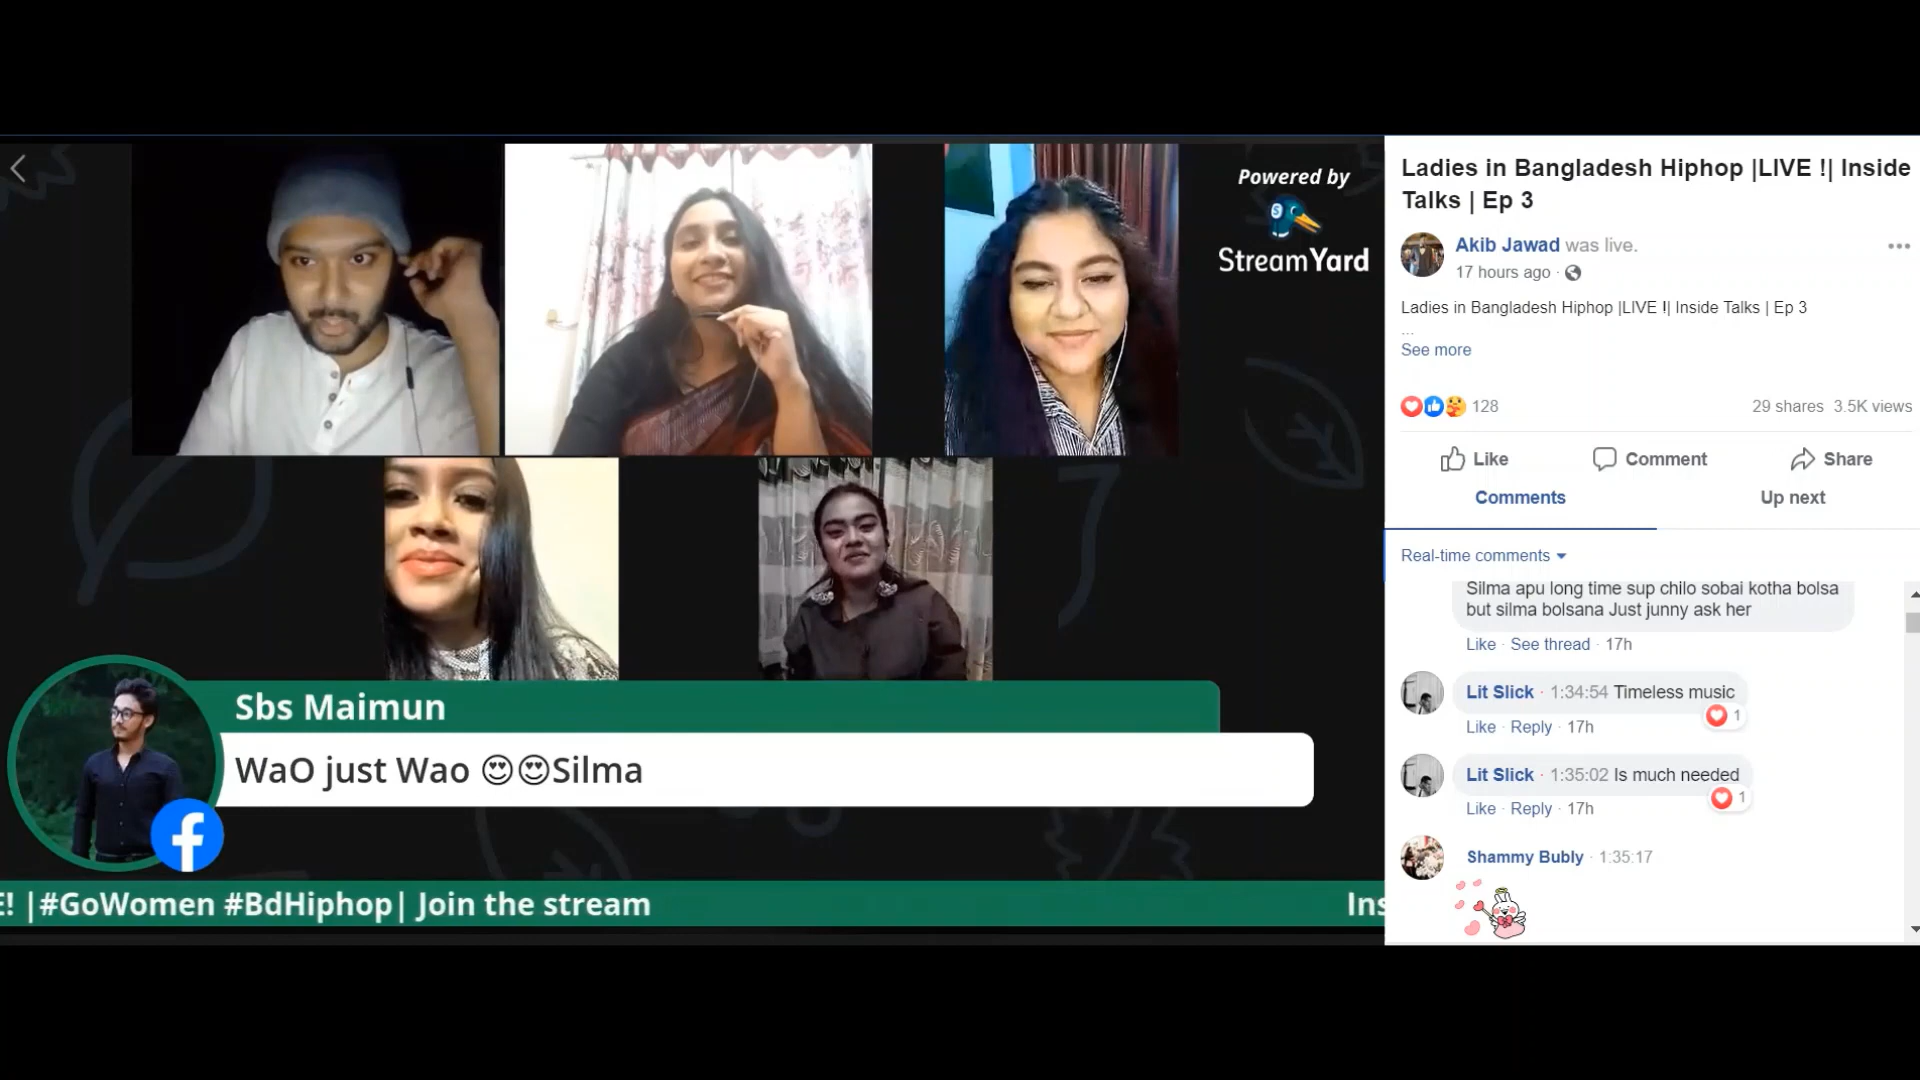 Powered by
StreamYard
Sbs Maimun
WaO just Wao 😍😍Silma
E! |#GoWomen #BdHiphop| Join the stream
Ins
Ladies in Bangladesh Hiphop |LIVE !| Inside
Talks | Ep 3
Akib Jawad was live.
17 hours ago ·
Ladies in Bangladesh Hiphop |LIVE !| Inside Talks | Ep 3
...
See more
128
29 shares 3.5K views
Like Comment Share
Comments Up next
Real-time comments
Silma apu long time sup chilo sobai kotha bolsa
but silma bolsana Just junny ask her
Like · See thread · 17h
Lit Slick · 1:34:54 Timeless music
1
Like · Reply · 17h
Lit Slick · 1:35:02 Is much needed
1
Like · Reply · 17h
Shammy Bubly · 1:35:17